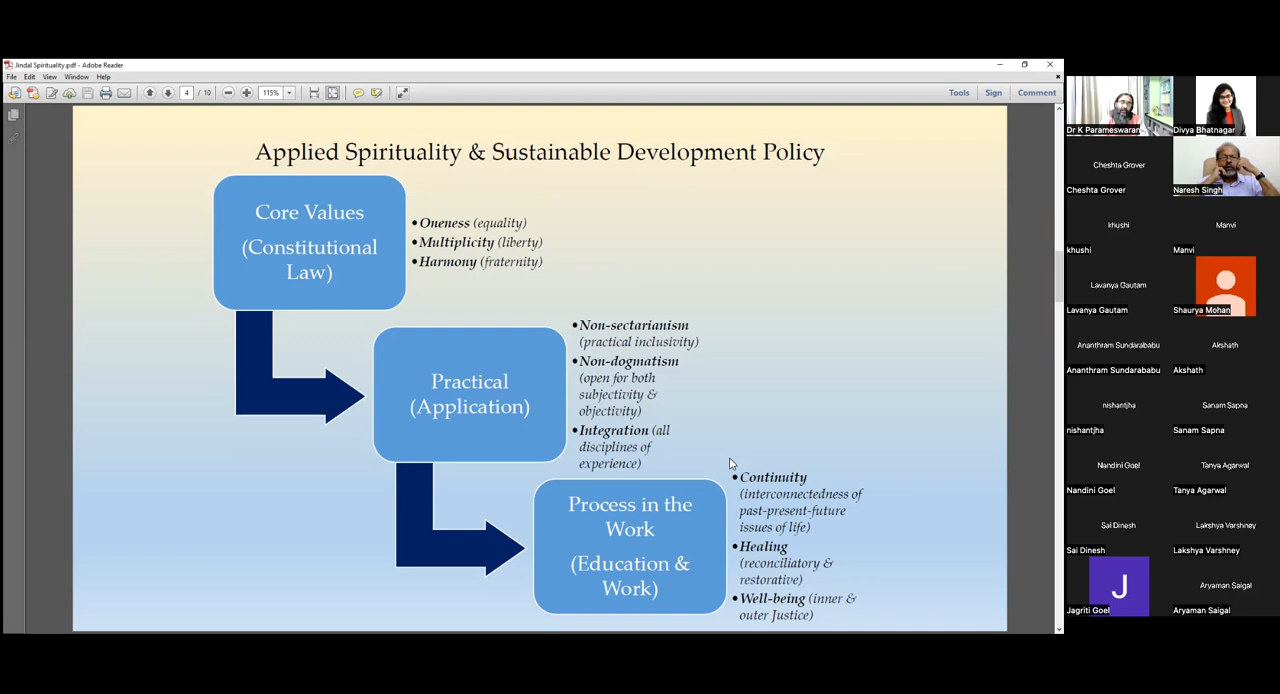 Jindal Spirituality.pdf - Adobe Reader
File Edit View Window Help
4 / 10
115%
Tools Sign Comment
Applied Spirituality & Sustainable Development Policy
Core Values
(Constitutional
Law)
•Oneness (equality)
•Multiplicity (liberty)
•Harmony (fraternity)
Practical
(Application)
•Non-sectarianism
(practical inclusivity)
•Non-dogmatism
(open for both
subjectivity &
objectivity)
•Integration (all
disciplines of
experience)
Process in the
Work
(Education &
Work)
•Continuity
(interconnectedness of
past-present-future
issues of life)
•Healing
(reconciliatory &
restorative)
•Well-being (inner &
outer Justice)
Dr K Parameswaran
Divya Bhatnagar
Cheshta Grover
Cheshta Grover
Naresh Singh
khushi
khushi
Manvi
Manvi
Lavanya Gautam
Lavanya Gautam
Shaurya Mohan
Ananthram Sundarababu
Ananthram Sundarababu
Akshath
Akshath
nishantjha
nishantjha
Sanam Sapna
Sanam Sapna
Nandini Goel
Nandini Goel
Tanya Agarwal
Tanya Agarwal
Sai Dinesh
Sai Dinesh
Lakshya Varshney
Lakshya Varshney
J
Jagriti Goel
Aryaman Saigal
Aryaman Saigal